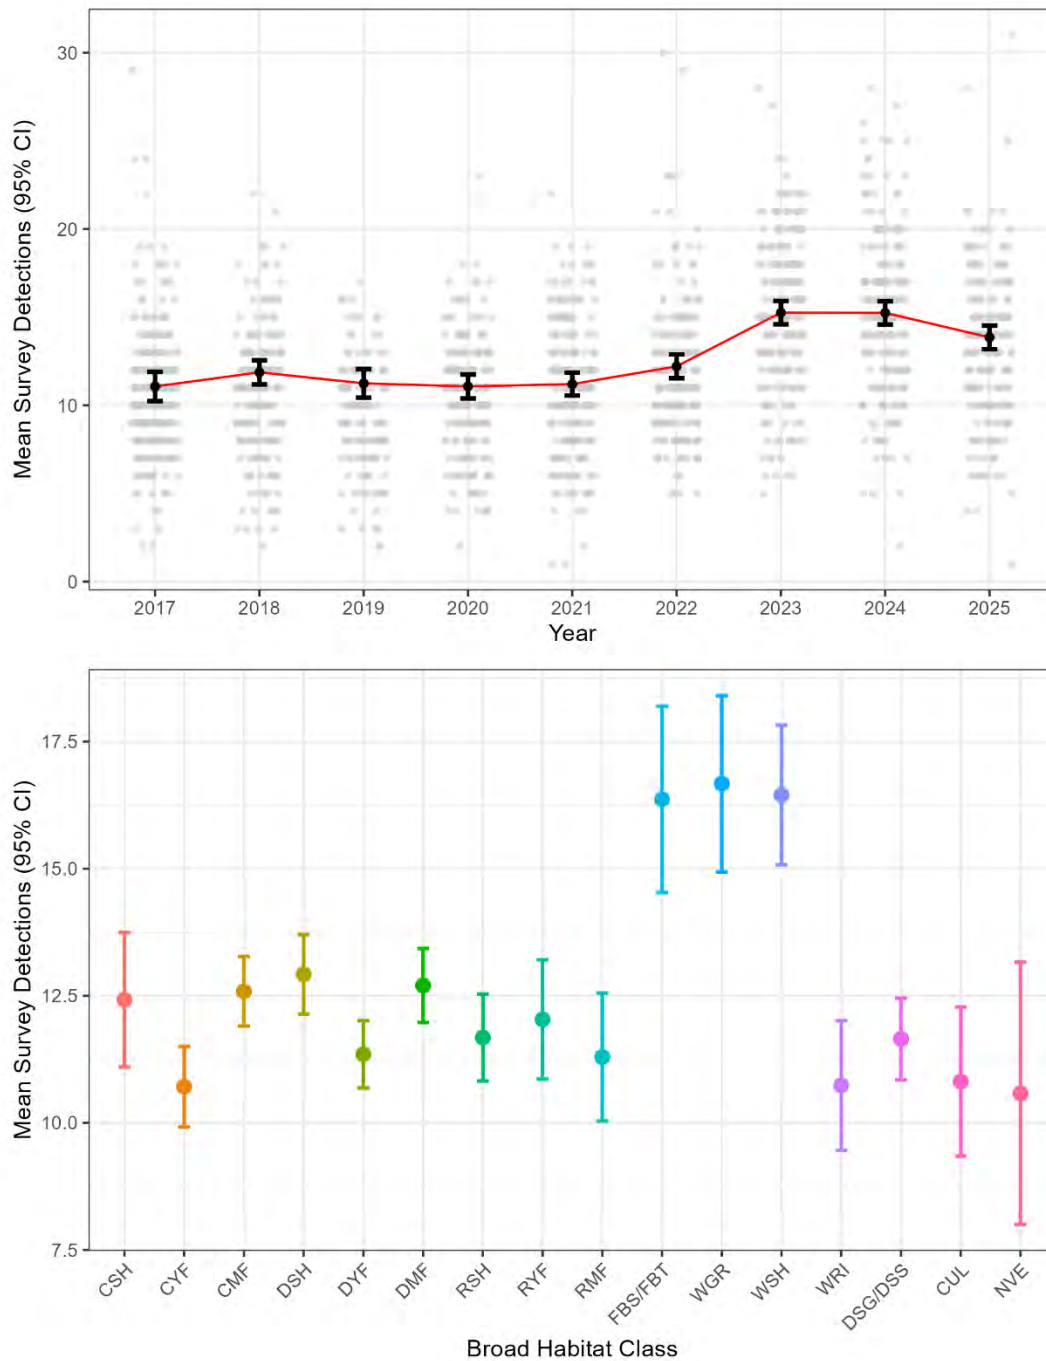 Mean Survey Detections (95% CI)
30
20
10
0
2017 2018 2019 2020 2021 2022 2023 2024 2025
Year
Mean Survey Detections (95% CI)
17.5
15.0
12.5
10.0
7.5
CSH CYF CMF DSH DYF DMF RSH RYF RMF FBS/FBT WGR WSH WRI DSG/DSS CUL NVE
Broad Habitat Class